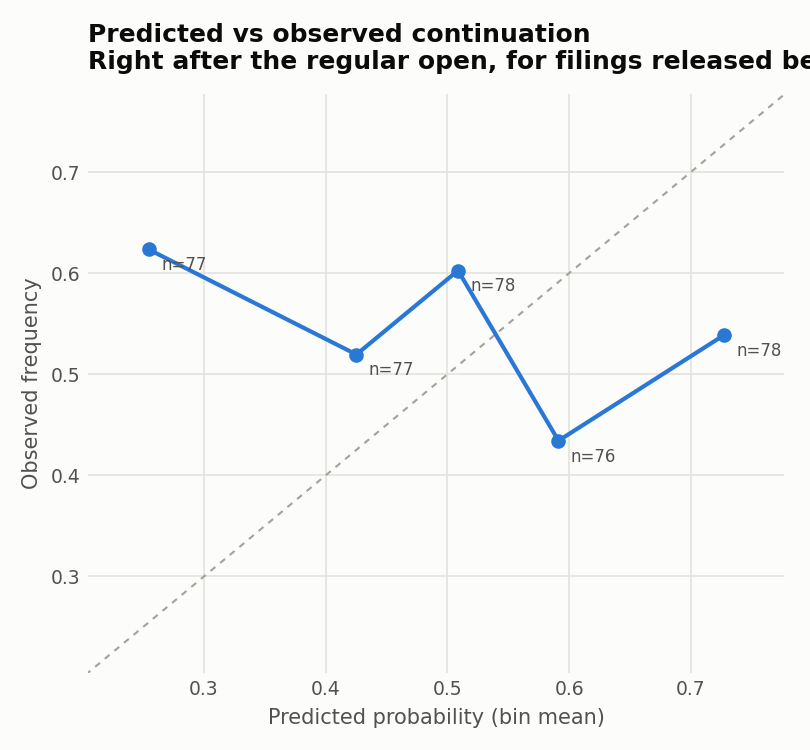 Predicted vs observed continuation
Right after the regular open, for filings released be
0.7
0.6
0.5
0.4
0.3
Observed frequency
n=77
n=77
n=78
n=76
n=78
0.3
0.4
0.5
0.6
0.7
Predicted probability (bin mean)